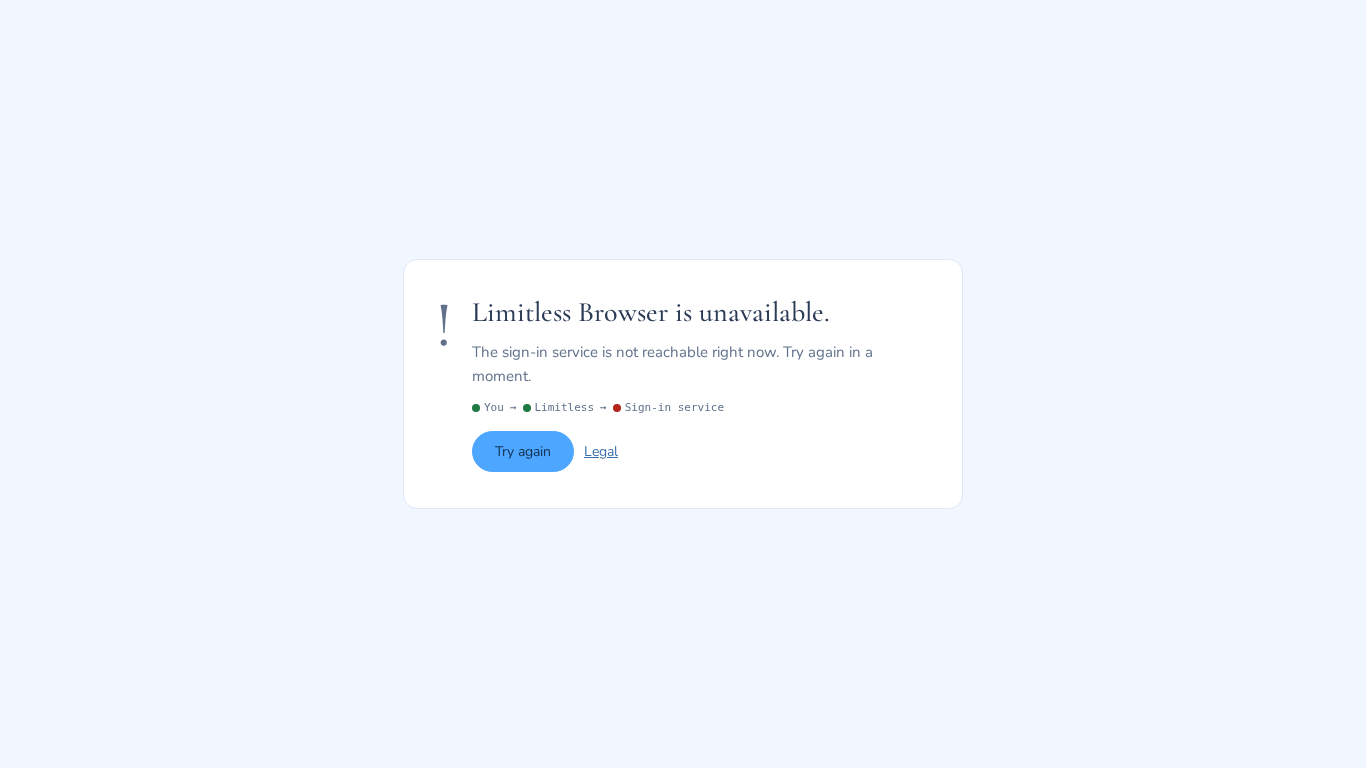 !
Limitless Browser is unavailable.
The sign-in service is not reachable right now. Try again in a
moment.
You → Limitless → Sign-in service
Try again Legal